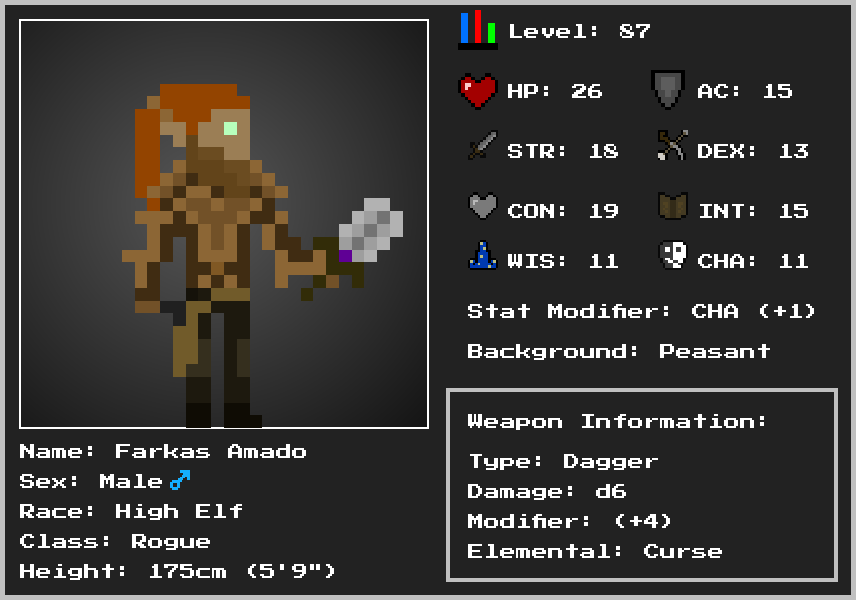 Level: 87
HP: 26 AC: 15
STR: 18 DEX: 13
CON: 19 INT: 15
WIS: 11 CHA: 11
Stat Modifier: CHA (+1)
Background: Peasant
Weapon Information:
Type: Dagger
Damage: d6
Modifier: (+4)
Elemental: Curse
Name: Farkas Amado
Sex: Male♂
Race: High Elf
Class: Rogue
Height: 175cm (5'9")